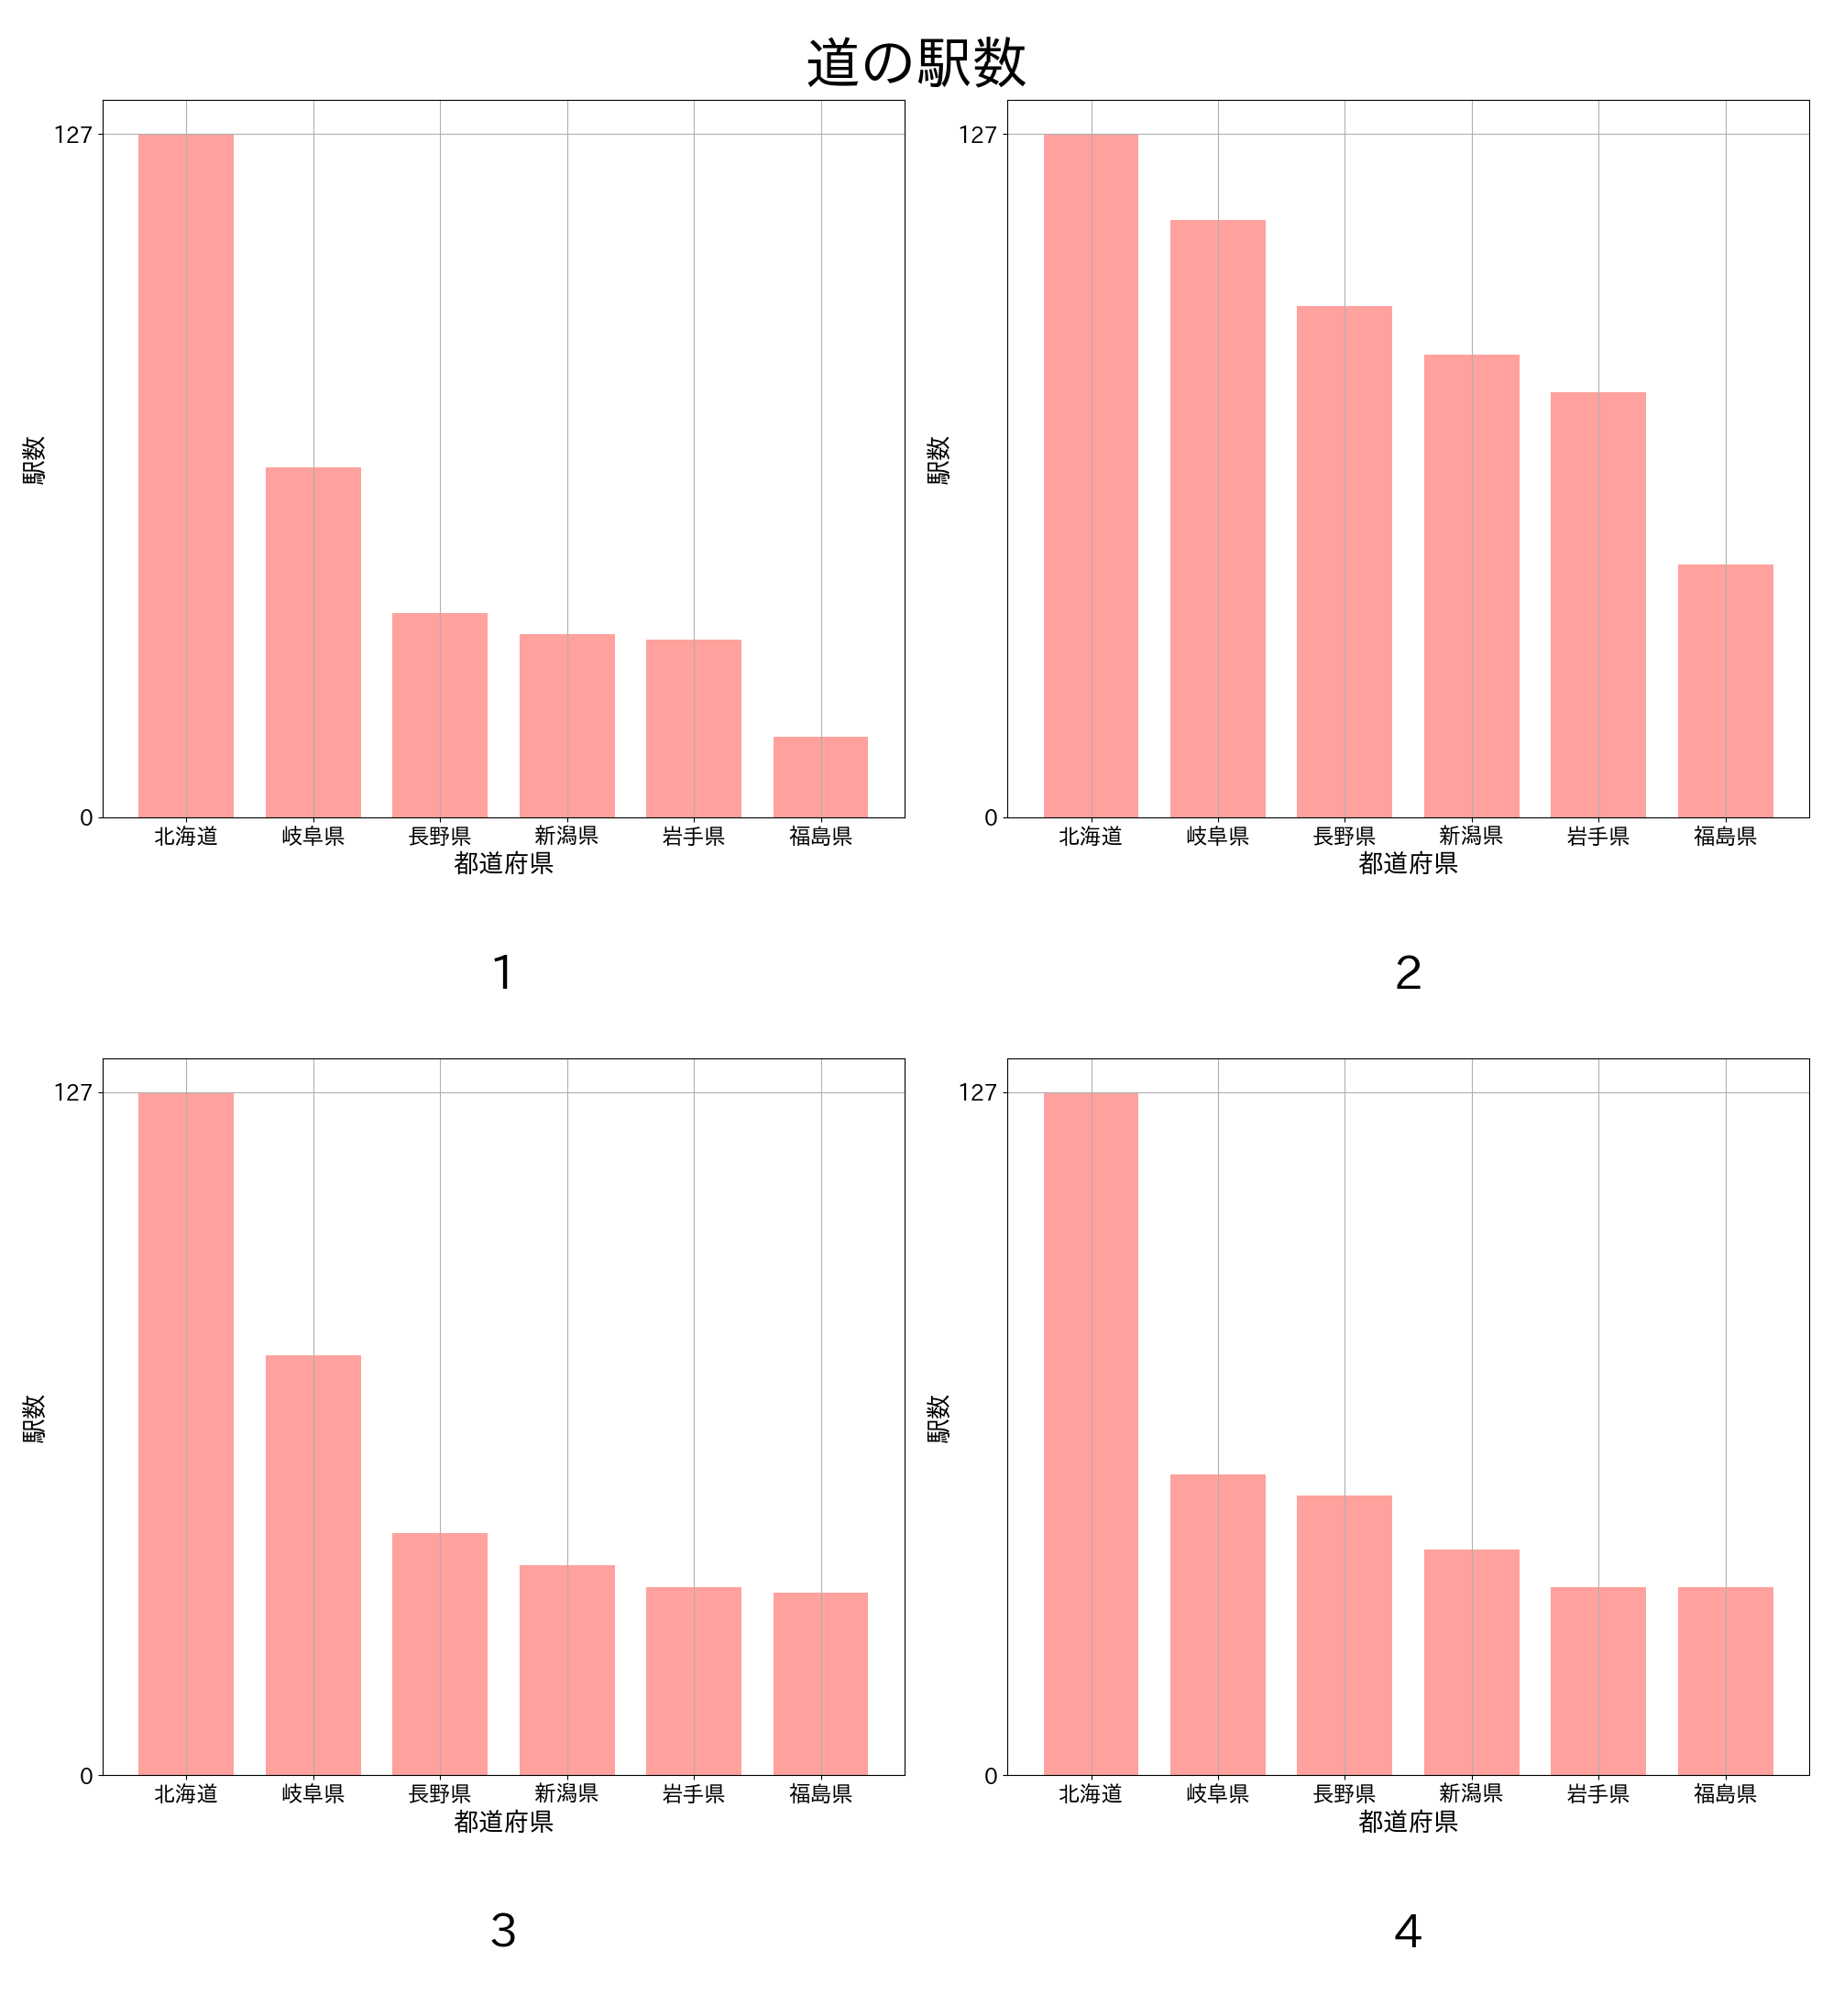 道の駅数
127
0
駅数
北海道 岐阜県 長野県 新潟県 岩手県 福島県
都道府県
1
127
0
駅数
北海道 岐阜県 長野県 新潟県 岩手県 福島県
都道府県
2
127
0
駅数
北海道 岐阜県 長野県 新潟県 岩手県 福島県
都道府県
3
127
0
駅数
北海道 岐阜県 長野県 新潟県 岩手県 福島県
都道府県
4